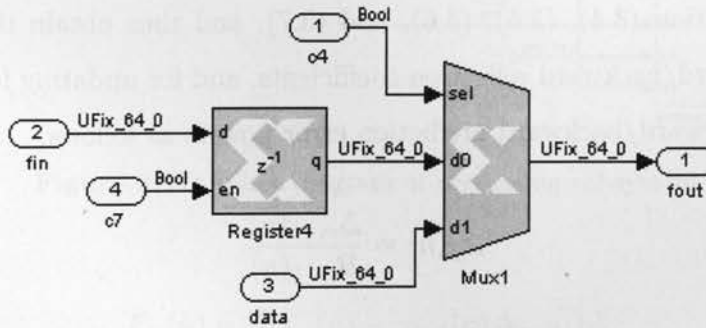 1
Bool
c4
sel
UFix_64_0
2
fin
d
z⁻¹
q
UFix_64_0
d0
UFix_64_0
1
fout
Bool
4
c7
en
Register4
d1
UFix_64_0
Mux1
3
data